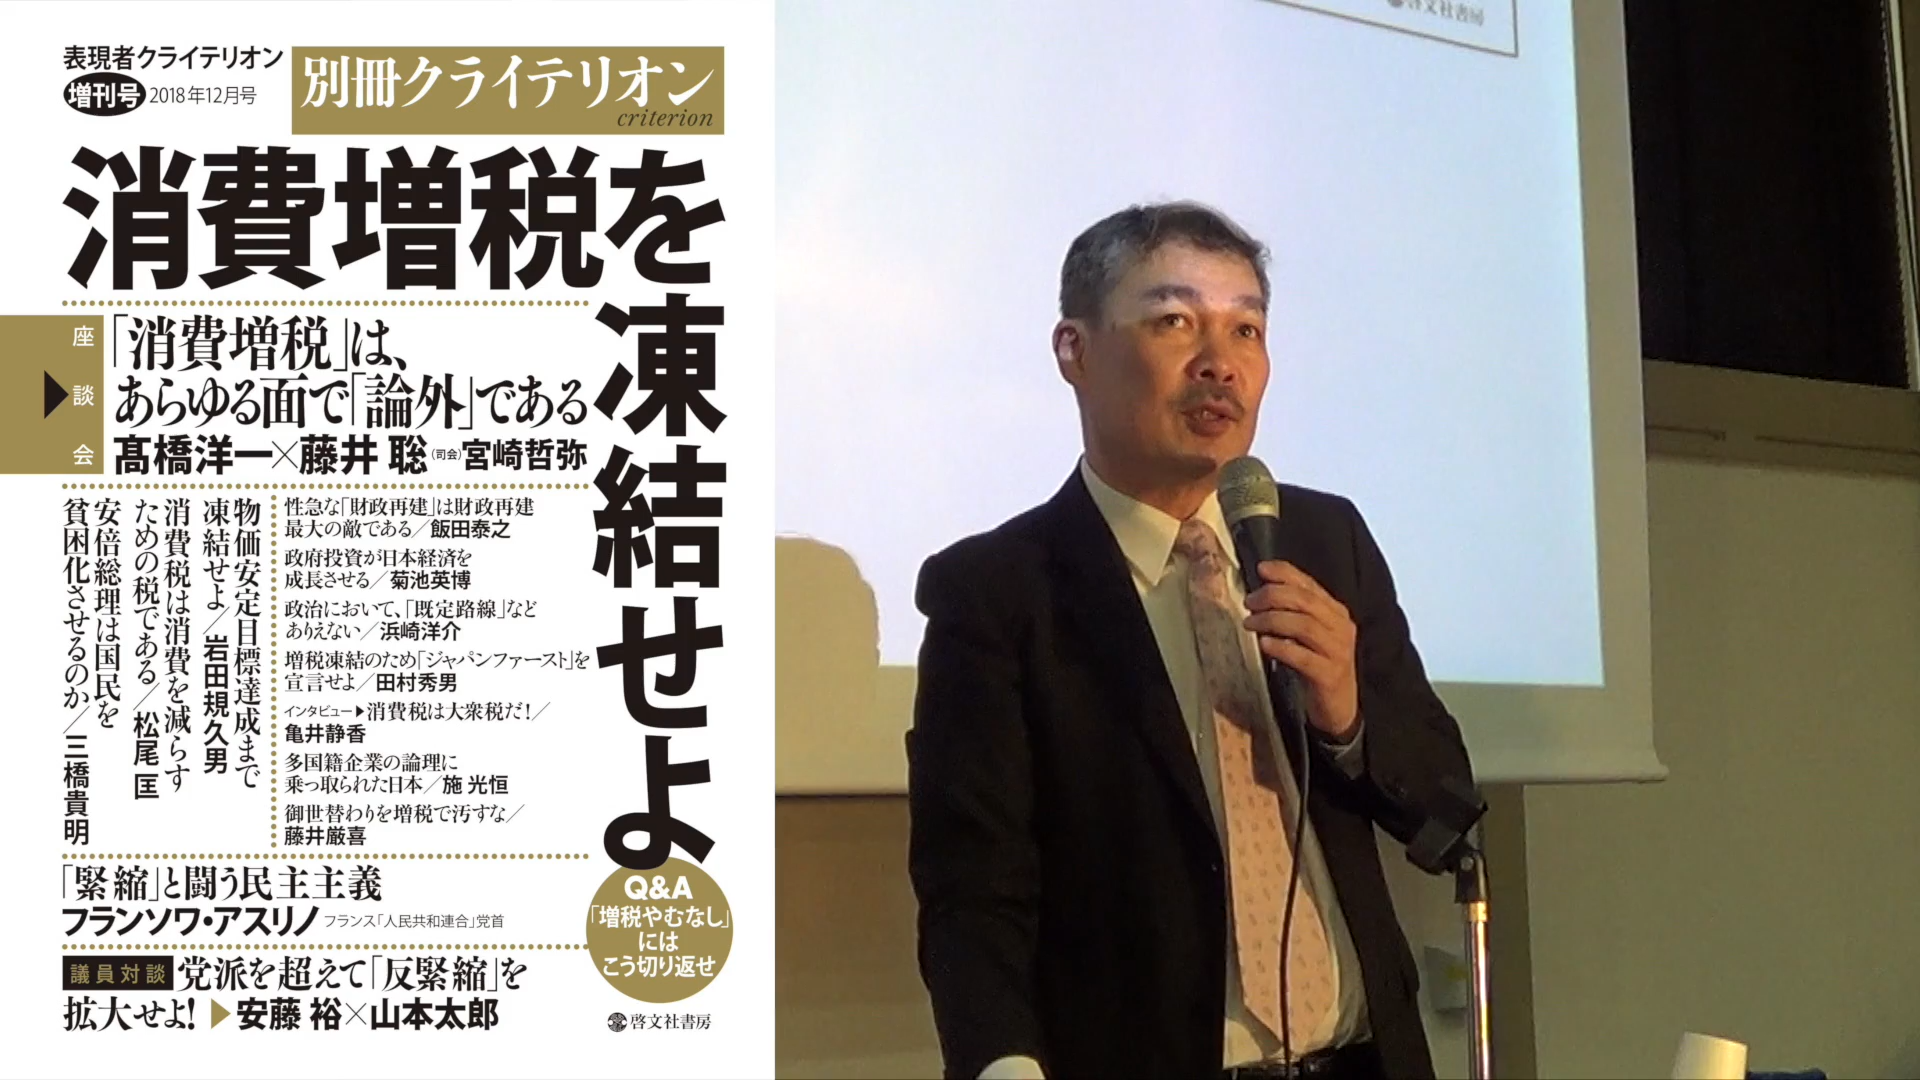 表現者クライテリオン
増刊号 2018年12月号
別冊クライテリオン
criterion
消費増税を
凍結せよ
座談会
「消費増税」は、
あらゆる面で「論外」である
髙橋洋一×藤井 聡 (司会)宮崎哲弥
物価安定目標達成まで
凍結せよ／岩田規久男
消費税は消費を減らす
ための税である／松尾 匡
安倍総理は国民を
貧困化させるのか／三橋貴明
性急な「財政再建」は財政再建
最大の敵である／飯田泰之
政府投資が日本経済を
成長させる／菊池英博
政治において、「既定路線」など
ありえない／浜崎洋介
増税凍結のため「ジャパンファースト」を
宣言せよ／田村秀男
インタビュー▶消費税は大衆税だ!／
亀井静香
多国籍企業の論理に
乗っ取られた日本／施 光恒
御世替わりを増税で汚すな／
藤井厳喜
「緊縮」と闘う民主主義
フランソワ・アスリノ フランス「人民共和連合」党首
議員対談 党派を超えて「反緊縮」を
拡大せよ! ▶安藤 裕×山本太郎
Q&A
「増税やむなし」
には
こう切り返せ
啓文社書房
啓文社書房